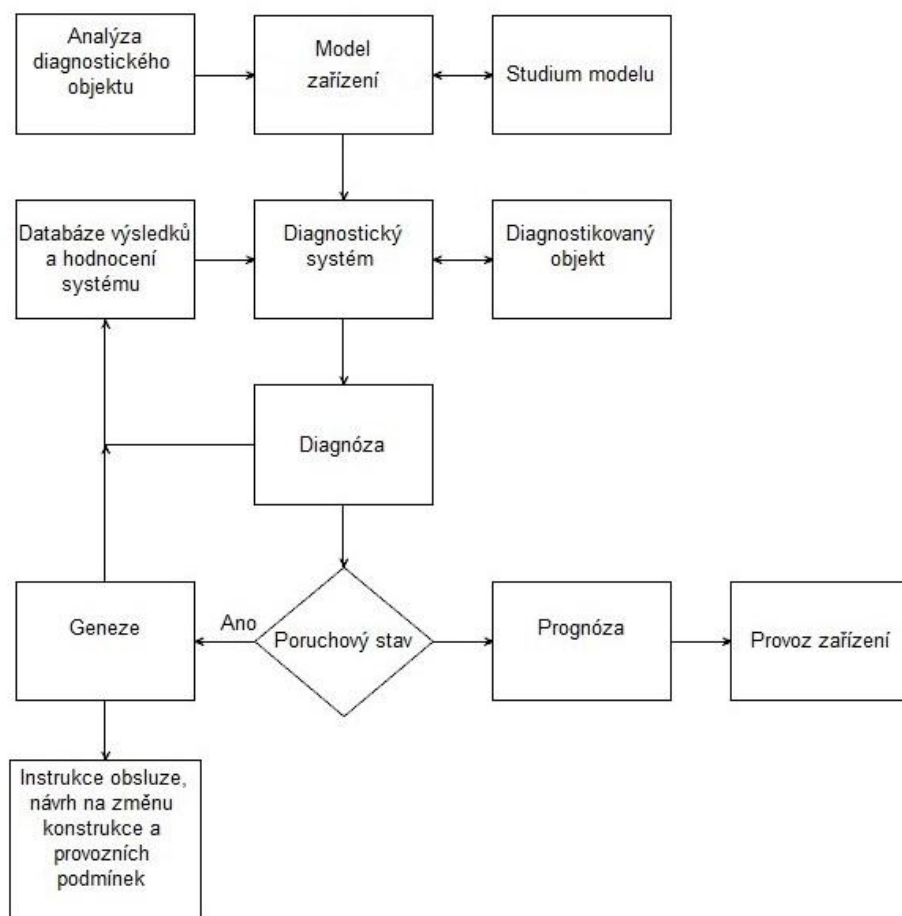 Analýza
diagnostického
objektu
Model
zařízení
Studium modelu
Databáze výsledků
a hodnocení
systému
Diagnostický
systém
Diagnostikovaný
objekt
Diagnóza
Geneze
Ano
Poruchový stav
Prognóza
Provoz zařízení
Instrukce obsluze,
návrh na změnu
konstrukce a
provozních
podmínek